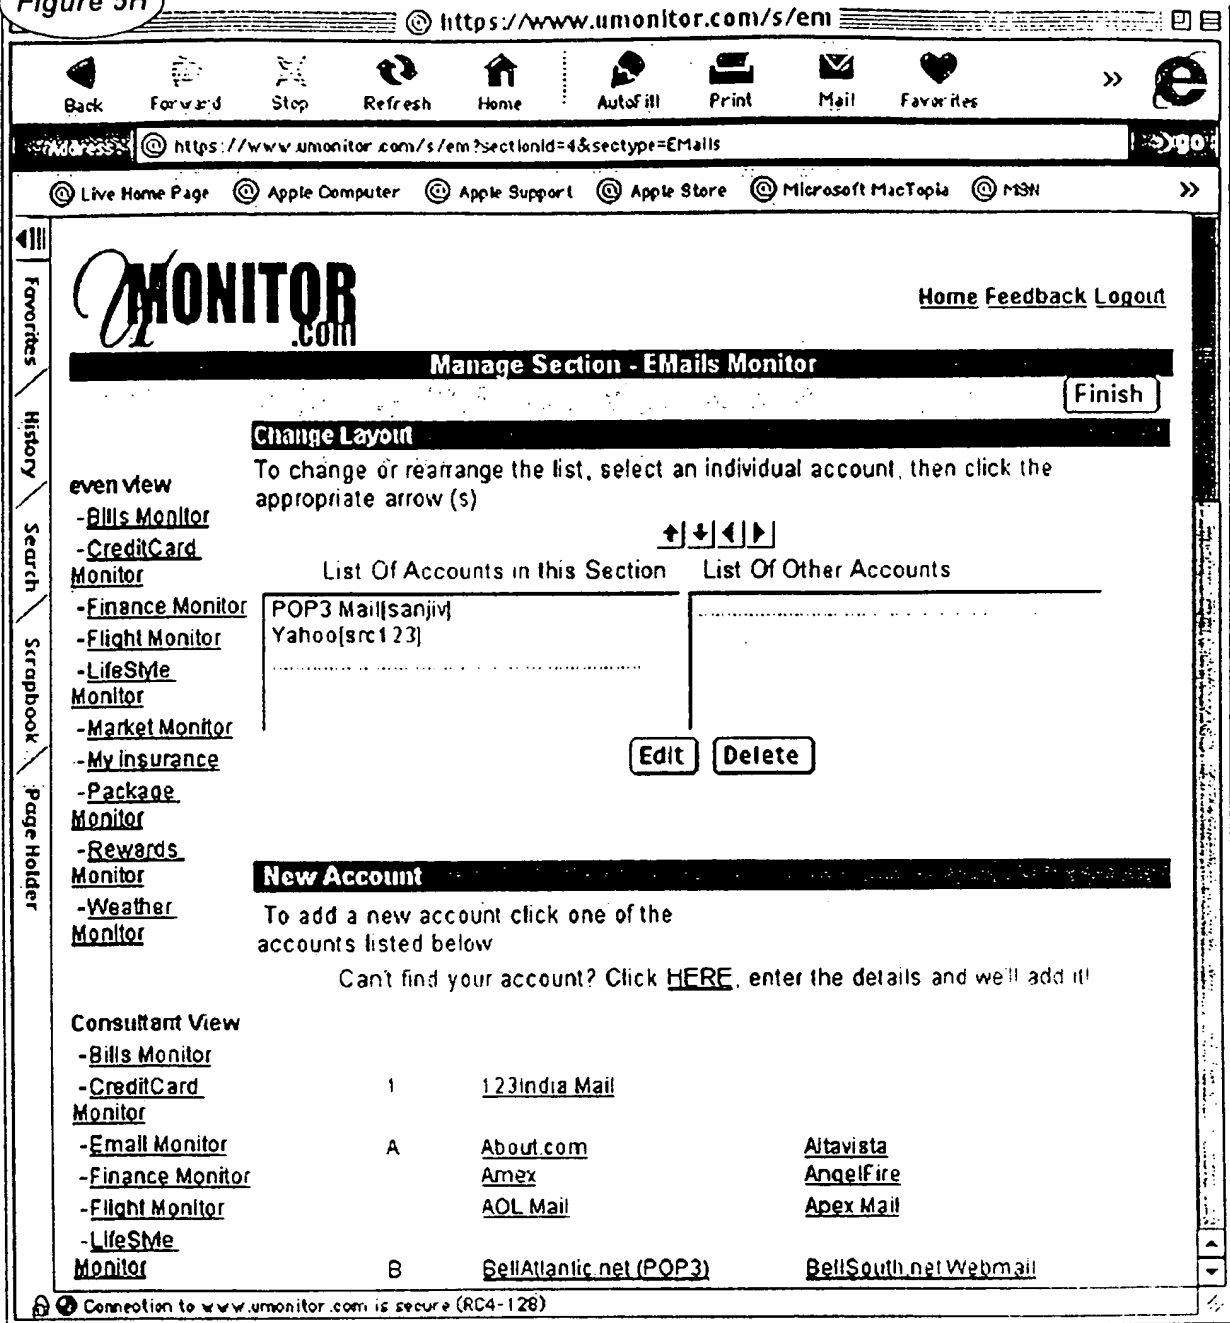 Figure 5H
https://www.umonitor.com/s/em
Back Forward Stop Refresh Home AutoFill Print Mail Favorites »
Address https://www.umonitor.com/s/em?sectionId=4&sectype=EMails go
Live Home Page Apple Computer Apple Support Apple Store Microsoft MacTopia MSN »
Favorites
History
Search
Scrapbook
Page Holder
UMONITOR
.com
Home Feedback Logout
Manage Section - EMails Monitor
Finish
Change Layout
To change or rearrange the list, select an individual account, then click the
appropriate arrow (s)
List Of Accounts in this Section List Of Other Accounts
POP3 Mail[sanjiv]
Yahoo[src123]
Edit Delete
even view
-Bills Monitor
-CreditCard
Monitor
-Finance Monitor
-Flight Monitor
-LifeStyle
Monitor
-Market Monitor
-My insurance
-Package
Monitor
-Rewards
Monitor
-Weather
Monitor
New Account
To add a new account click one of the
accounts listed below
Can't find your account? Click HERE, enter the details and we'll add it!
Consultant View
-Bills Monitor
-CreditCard
Monitor
-Email Monitor
-Finance Monitor
-Flight Monitor
-LifeStyle
Monitor
1 123India Mail
A About.com Altavista
Amex AngelFire
AOL Mail Apex Mail
B BellAtlantic.net (POP3) BellSouth.net Webmail
Connection to www.umonitor.com is secure (RC4-128)